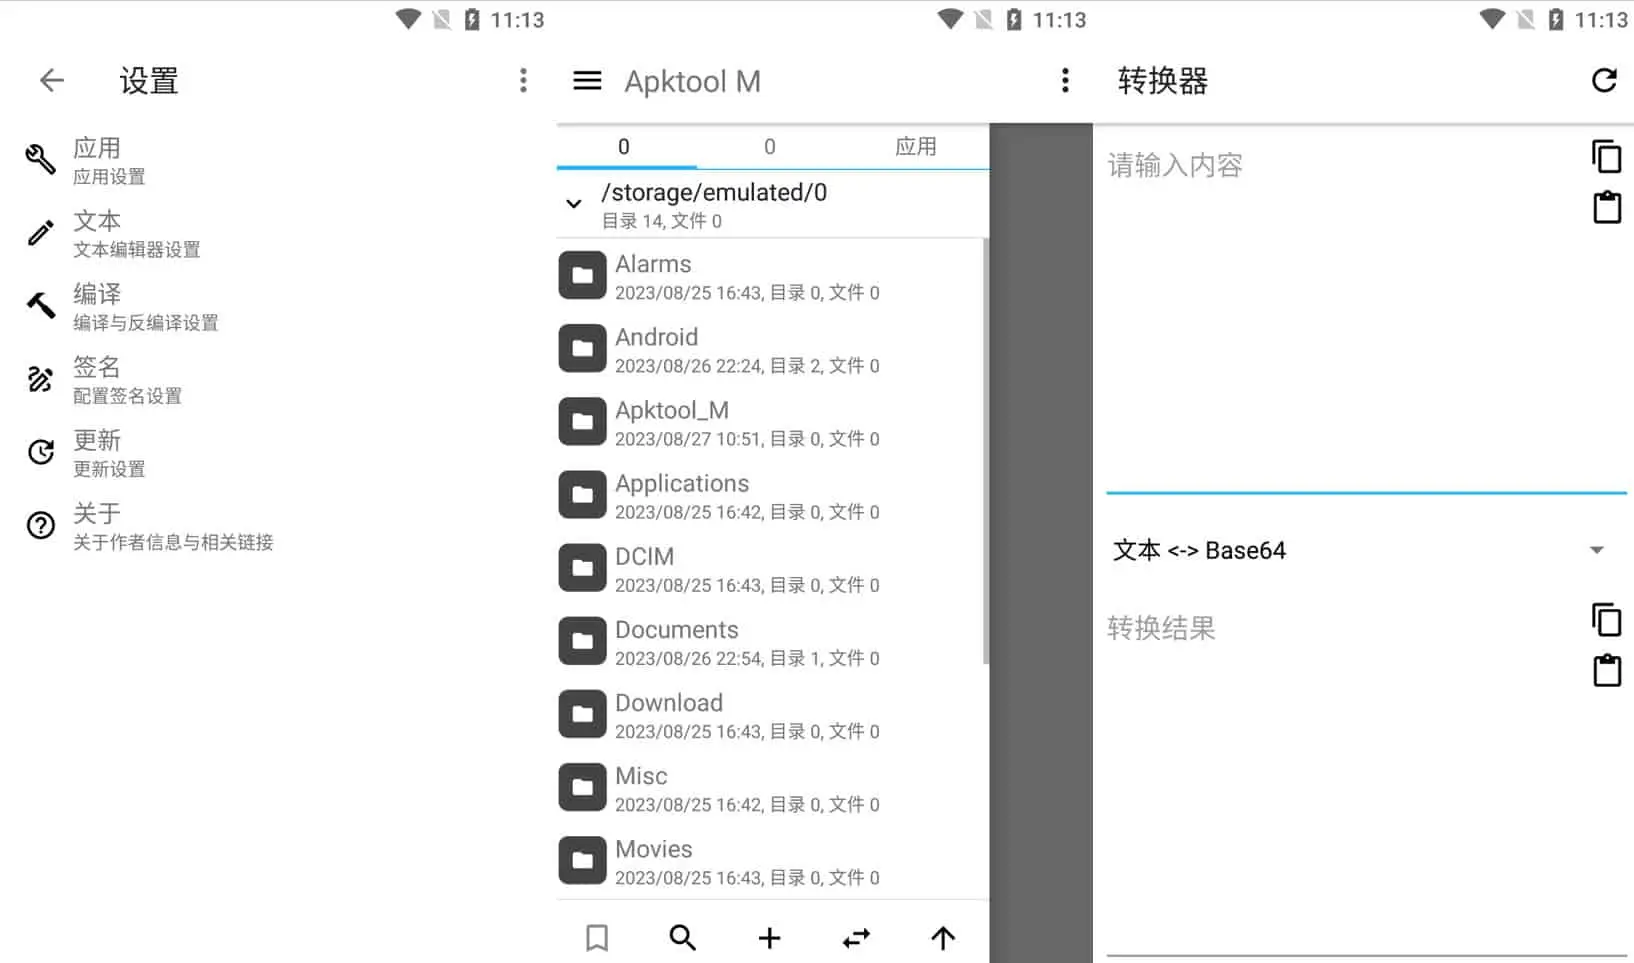 11:13
设置
应用
应用设置
文本
文本编辑器设置
编译
编译与反编译设置
签名
配置签名设置
更新
更新设置
关于
关于作者信息与相关链接
11:13
Apktool M
0 0 应用
/storage/emulated/0
目录 14, 文件 0
Alarms
2023/08/25 16:43, 目录 0, 文件 0
Android
2023/08/26 22:24, 目录 2, 文件 0
Apktool_M
2023/08/27 10:51, 目录 0, 文件 0
Applications
2023/08/25 16:42, 目录 0, 文件 0
DCIM
2023/08/25 16:43, 目录 0, 文件 0
Documents
2023/08/26 22:54, 目录 1, 文件 0
Download
2023/08/25 16:43, 目录 0, 文件 0
Misc
2023/08/25 16:42, 目录 0, 文件 0
Movies
2023/08/25 16:43, 目录 0, 文件 0
11:13
转换器
请输入内容
文本 <-> Base64
转换结果